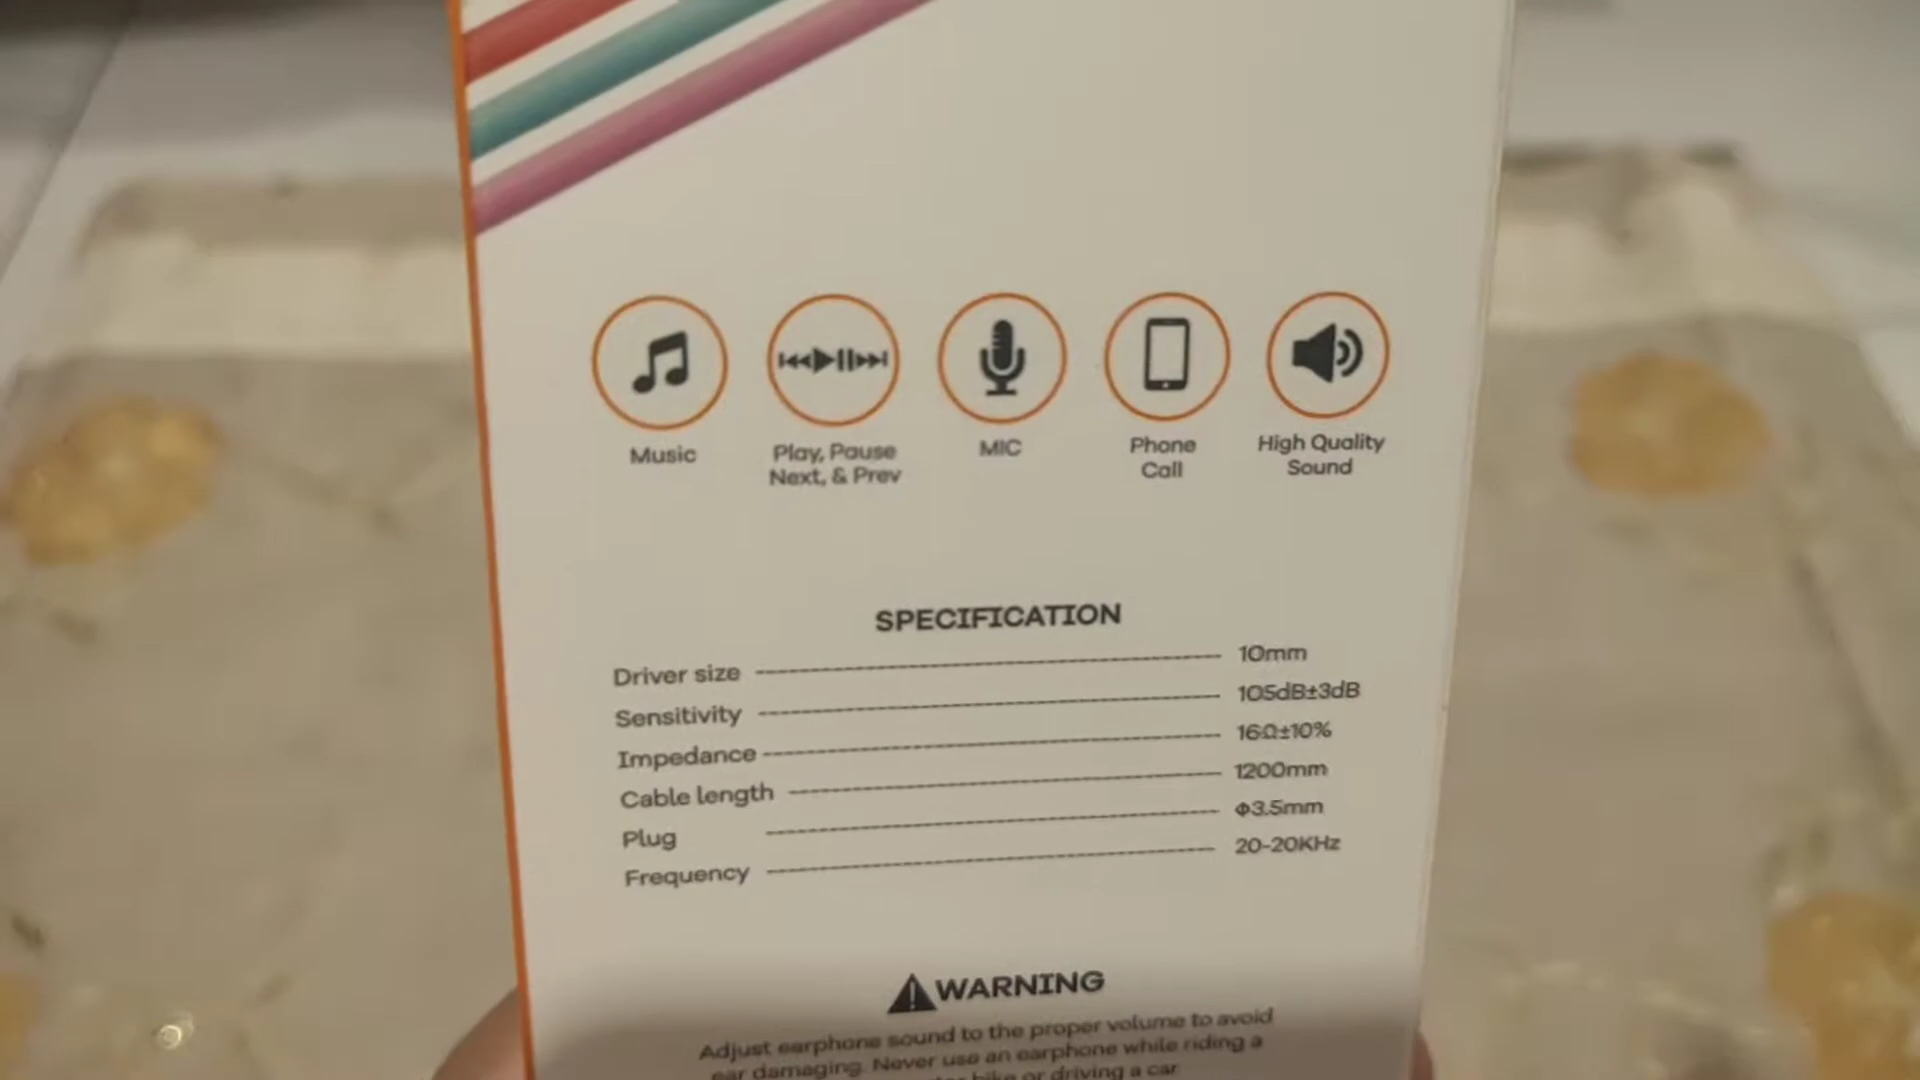 Music
Play, Pause
Next, & Prev
MIC
Phone
Call
High Quality
Sound
SPECIFICATION
Driver size 10mm
Sensitivity 105dB±3dB
Impedance 16Ω±10%
Cable length 1200mm
Plug Φ3.5mm
Frequency 20-20KHz
WARNING
Adjust earphone sound to the proper volume to avoid
ear damaging. Never use an earphone while riding a
bike or driving a car